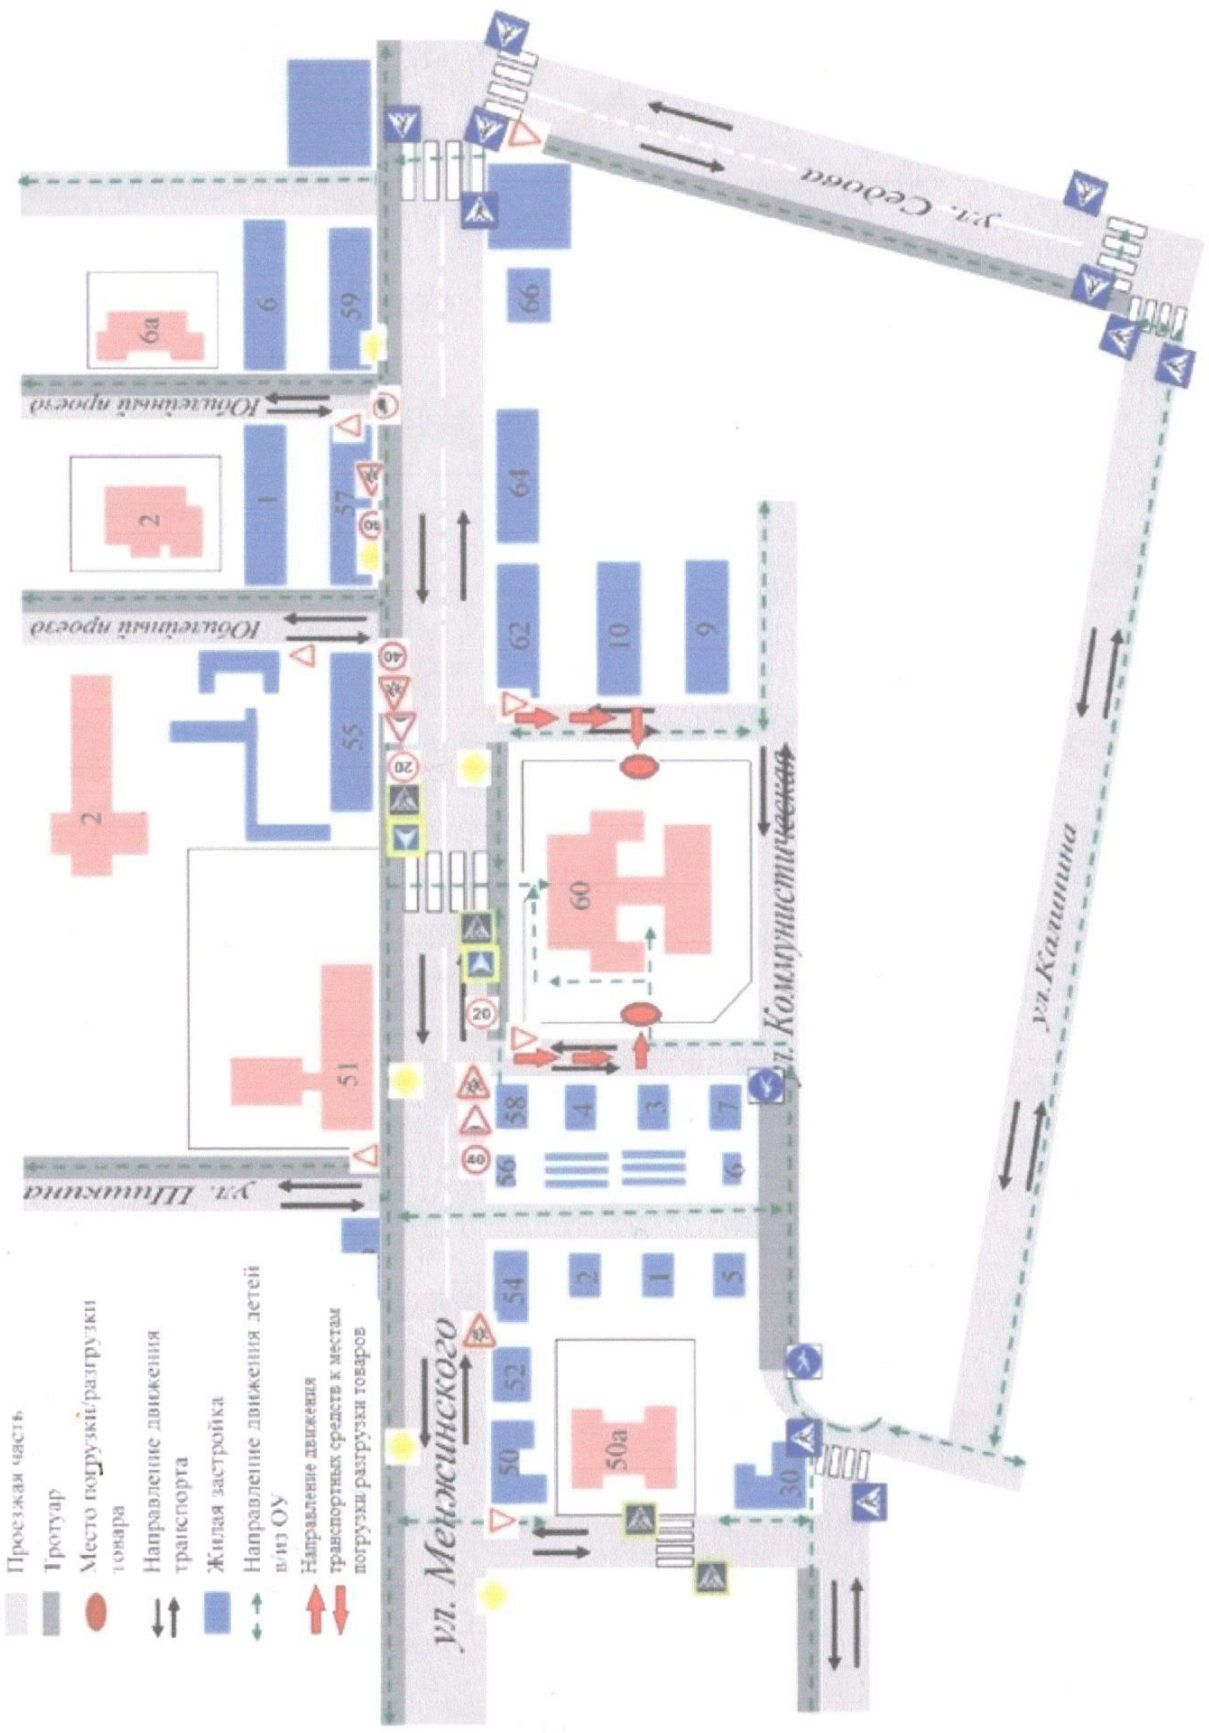 Проезжая часть
Тротуар
Место погрузки/разгрузки
товара
Направление движения
транспорта
Жилая застройка
Направление движения детей
в/из ОУ
Направление движения
транспортных средств к местам
погрузки разгрузки товаров
ул. Шишкина
Юбилейный проезд
Юбилейный проезд
2
2
6а
51
55
1
57
6
59
40
20
ул. Менжинского
20
40
50
52
54
56
58
62
64
66
50а
2
1
5
4
3
6
7
60
10
9
30
ул. Коммунистическая
ул. Калинина
ул. Седова